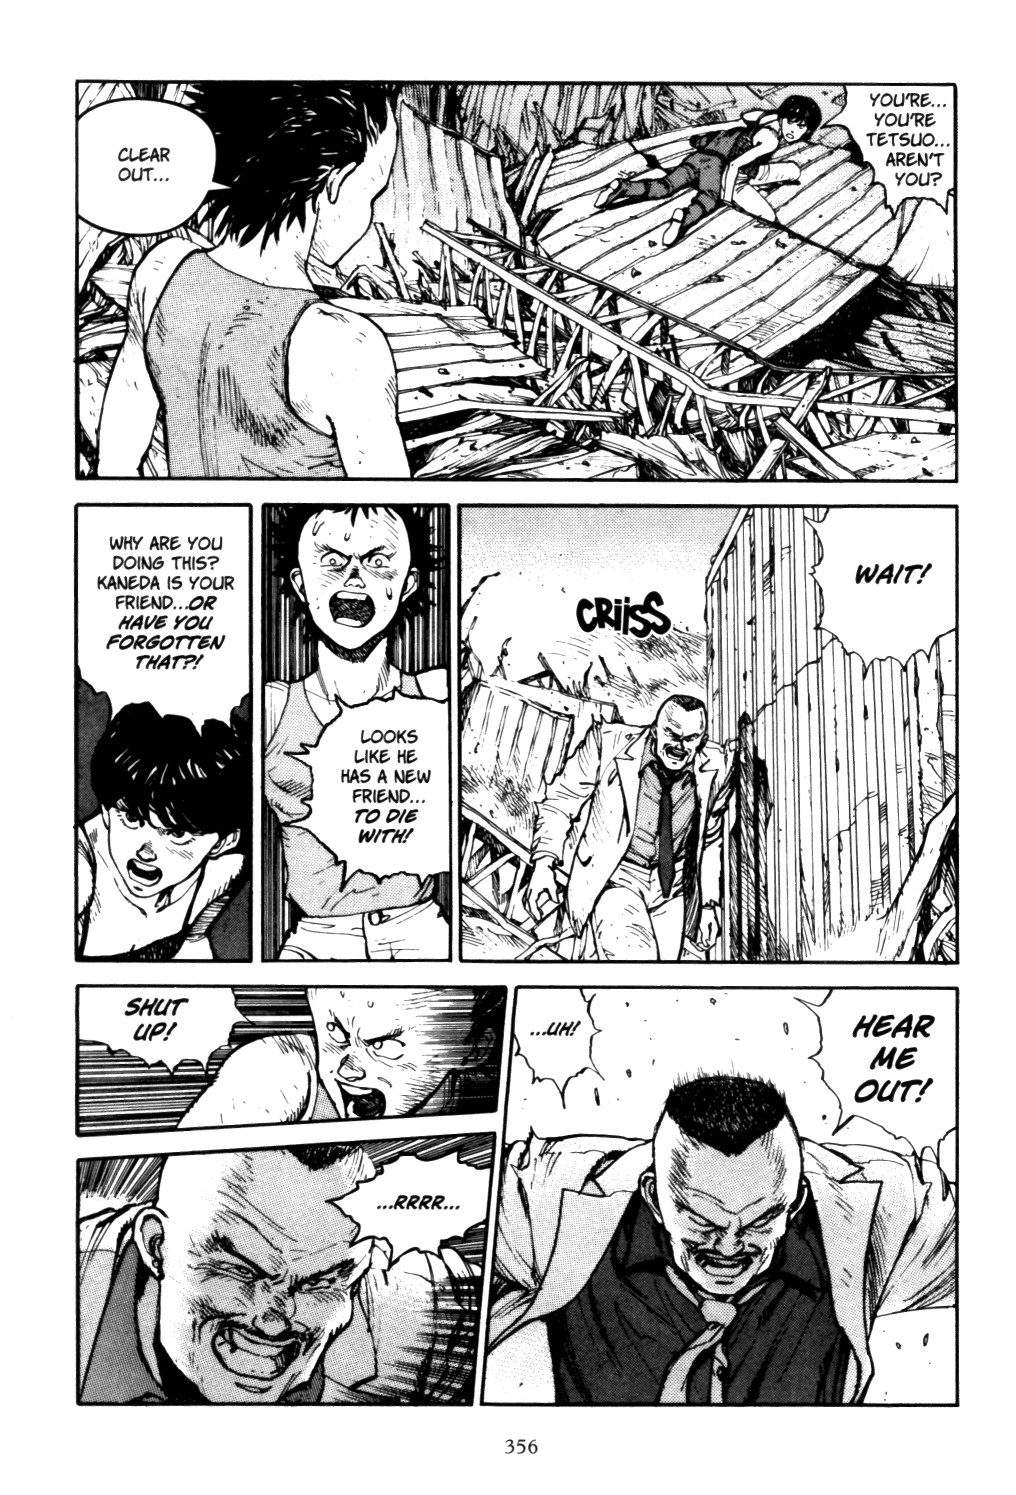 CLEAR
OUT...
YOU'RE...
YOU'RE
TETSUO...
AREN'T
YOU?
WHY ARE YOU
DOING THIS?
KANEDA IS YOUR
FRIEND...OR
HAVE YOU
FORGOTTEN
THAT?!
LOOKS
LIKE HE
HAS A NEW
FRIEND...
TO DIE
WITH!
CRIISS
WAIT!
SHUT
UP!
...RRRR...
...UH!
HEAR
ME
OUT!
356